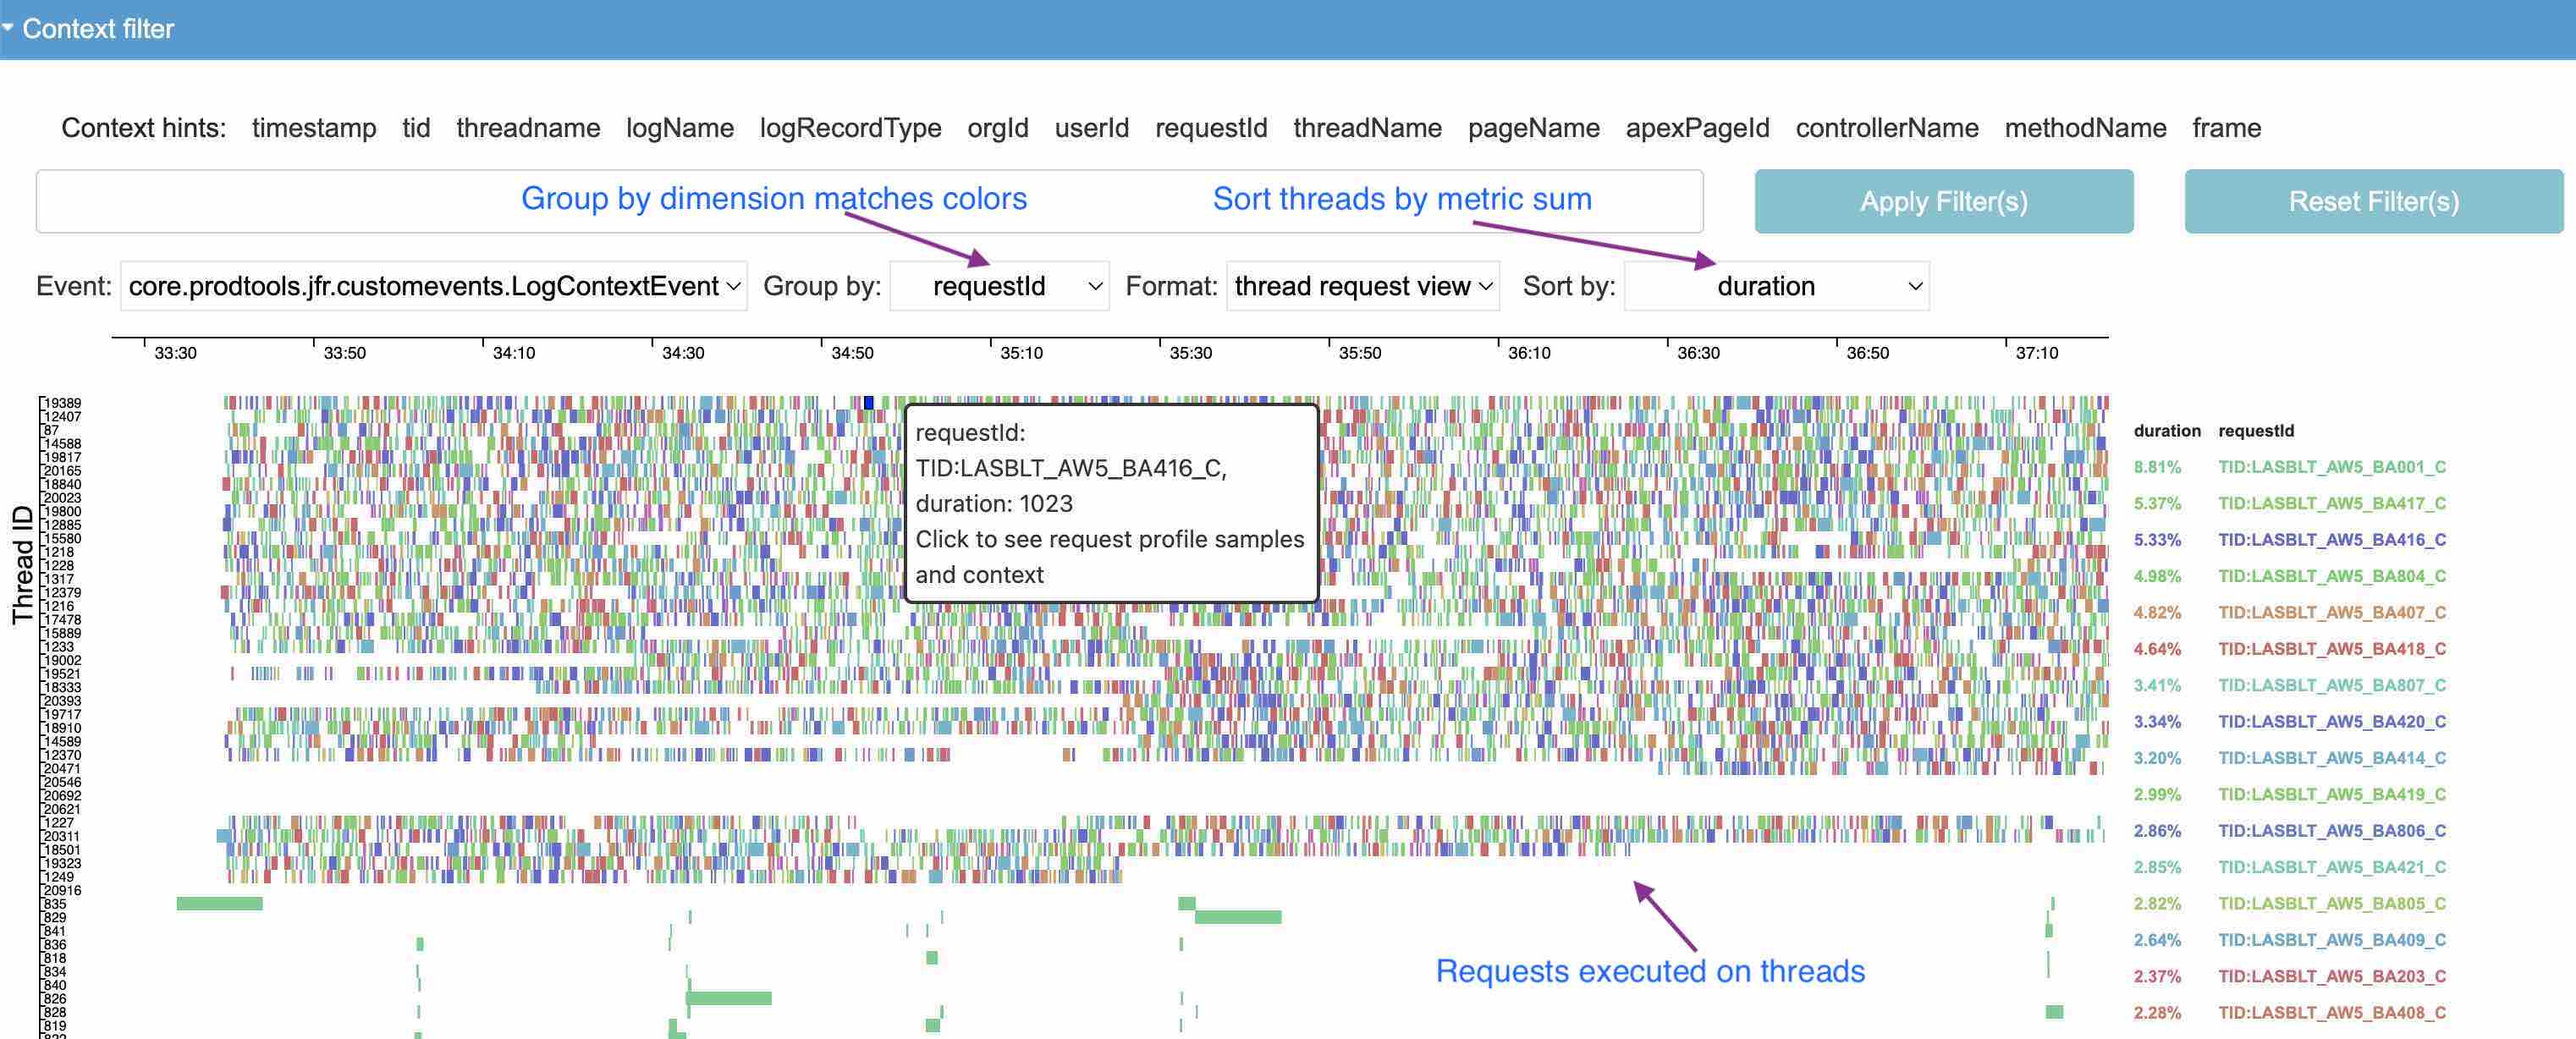 Context filter
Context hints: timestamp tid threadname logName logRecordType orgId userId requestId threadName pageName apexPageId controllerName methodName frame
Group by dimension matches colors Sort threads by metric sum Apply Filter(s) Reset Filter(s)
Event: core.prodtools.jfr.customevents.LogContextEvent Group by: requestId Format: thread request view Sort by: duration
33:30 33:50 34:10 34:30 34:50 35:10 35:30 35:50 36:10 36:30 36:50 37:10
Thread ID
19389
12407
87
14588
19817
20165
18840
20023
19800
12885
15580
1218
1228
1317
12379
1216
17478
15889
1233
19002
19521
18333
20393
19717
18910
14589
12370
20471
20546
20692
20621
1227
20311
18501
19323
1249
20916
835
829
841
836
818
834
840
826
828
819
requestId:
TID:LASBLT_AW5_BA416_C,
duration: 1023
Click to see request profile samples
and context
Requests executed on threads
duration requestId
8.81% TID:LASBLT_AW5_BA001_C
5.37% TID:LASBLT_AW5_BA417_C
5.33% TID:LASBLT_AW5_BA416_C
4.98% TID:LASBLT_AW5_BA804_C
4.82% TID:LASBLT_AW5_BA407_C
4.64% TID:LASBLT_AW5_BA418_C
3.41% TID:LASBLT_AW5_BA807_C
3.34% TID:LASBLT_AW5_BA420_C
3.20% TID:LASBLT_AW5_BA414_C
2.99% TID:LASBLT_AW5_BA419_C
2.86% TID:LASBLT_AW5_BA806_C
2.85% TID:LASBLT_AW5_BA421_C
2.82% TID:LASBLT_AW5_BA805_C
2.64% TID:LASBLT_AW5_BA409_C
2.37% TID:LASBLT_AW5_BA203_C
2.28% TID:LASBLT_AW5_BA408_C